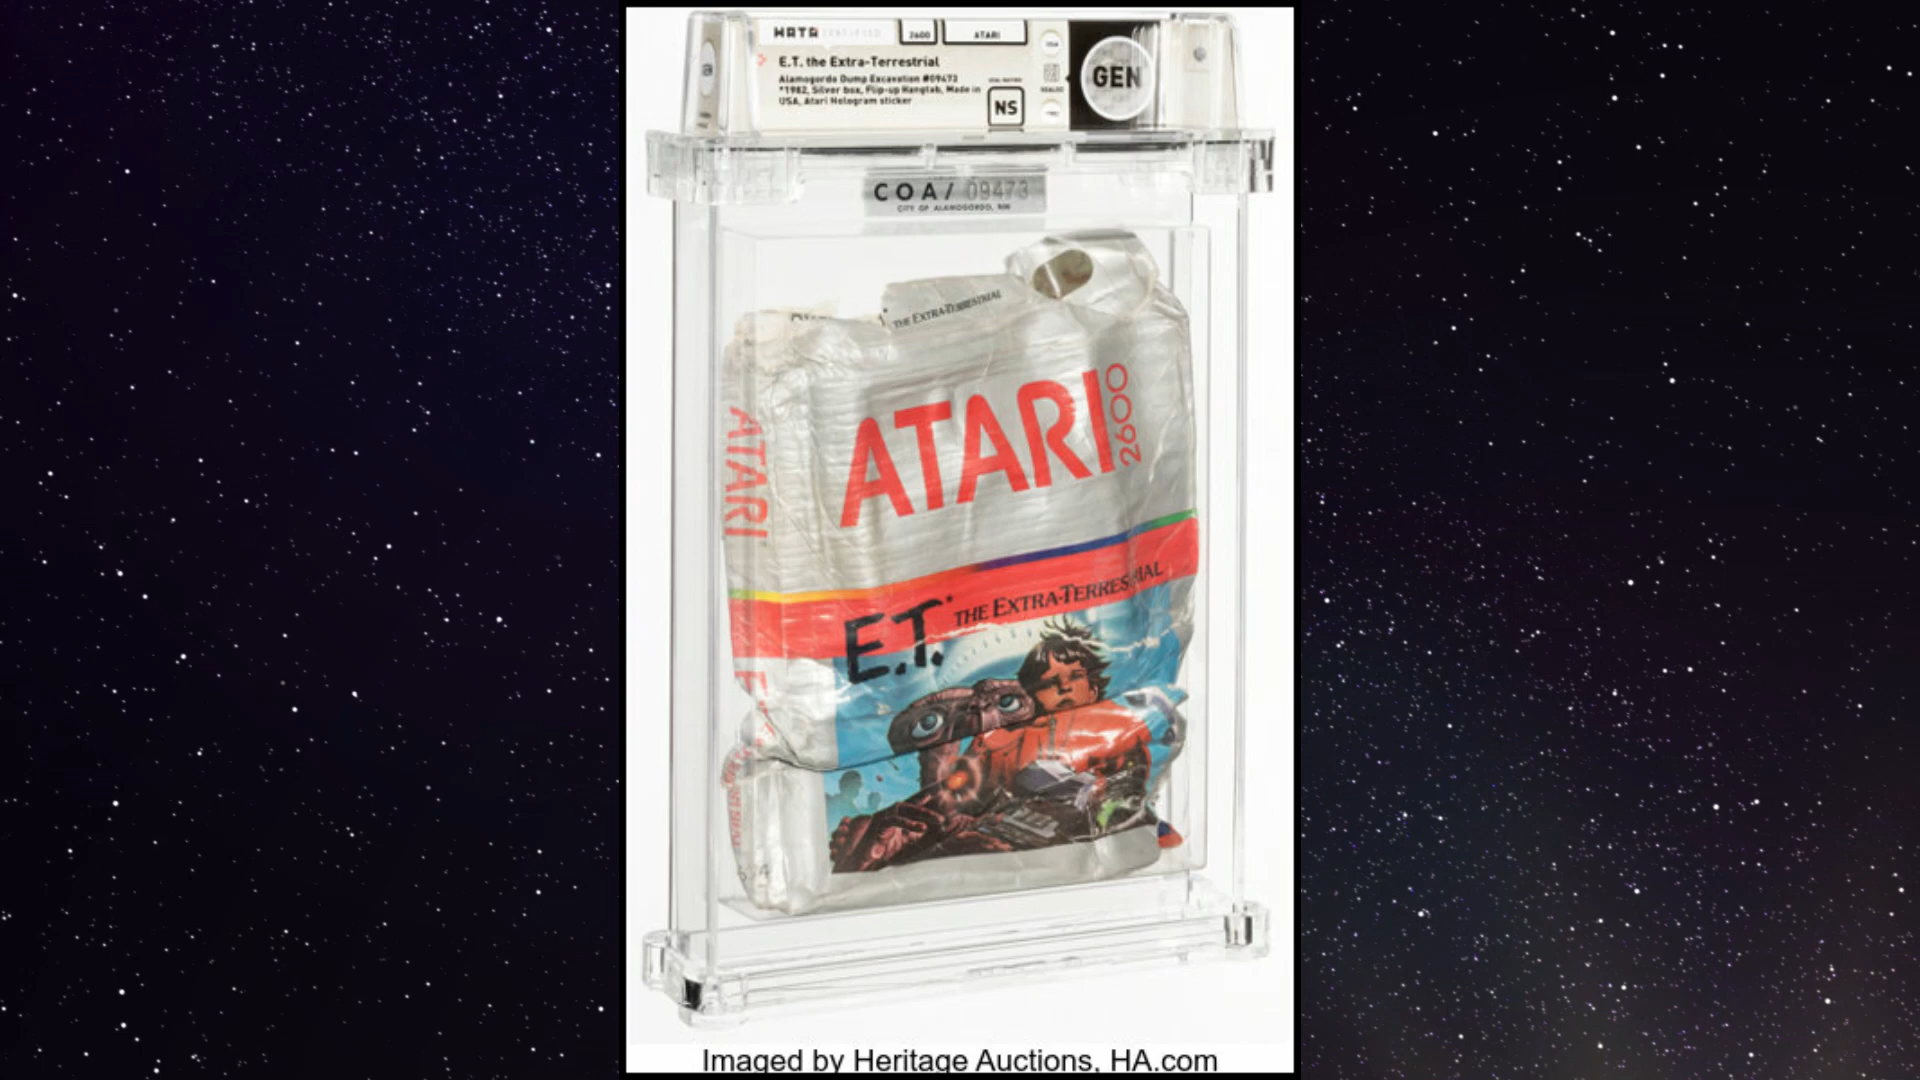 WATA CERTIFIED 2600 ATARI
E.T. the Extra-Terrestrial
Alamogordo Dump Excavation #09473
*1982, Silver box, Flip-up Hangtab, Made in
USA, Atari Hologram sticker
NS
GEN
COA/ 09473
CITY OF ALAMOGORDO, NM
THE EXTRA-TERRESTRIAL
ATARI 2600
ATARI
E.T.* THE EXTRA-TERRESTRIAL
Imaged by Heritage Auctions, HA.com